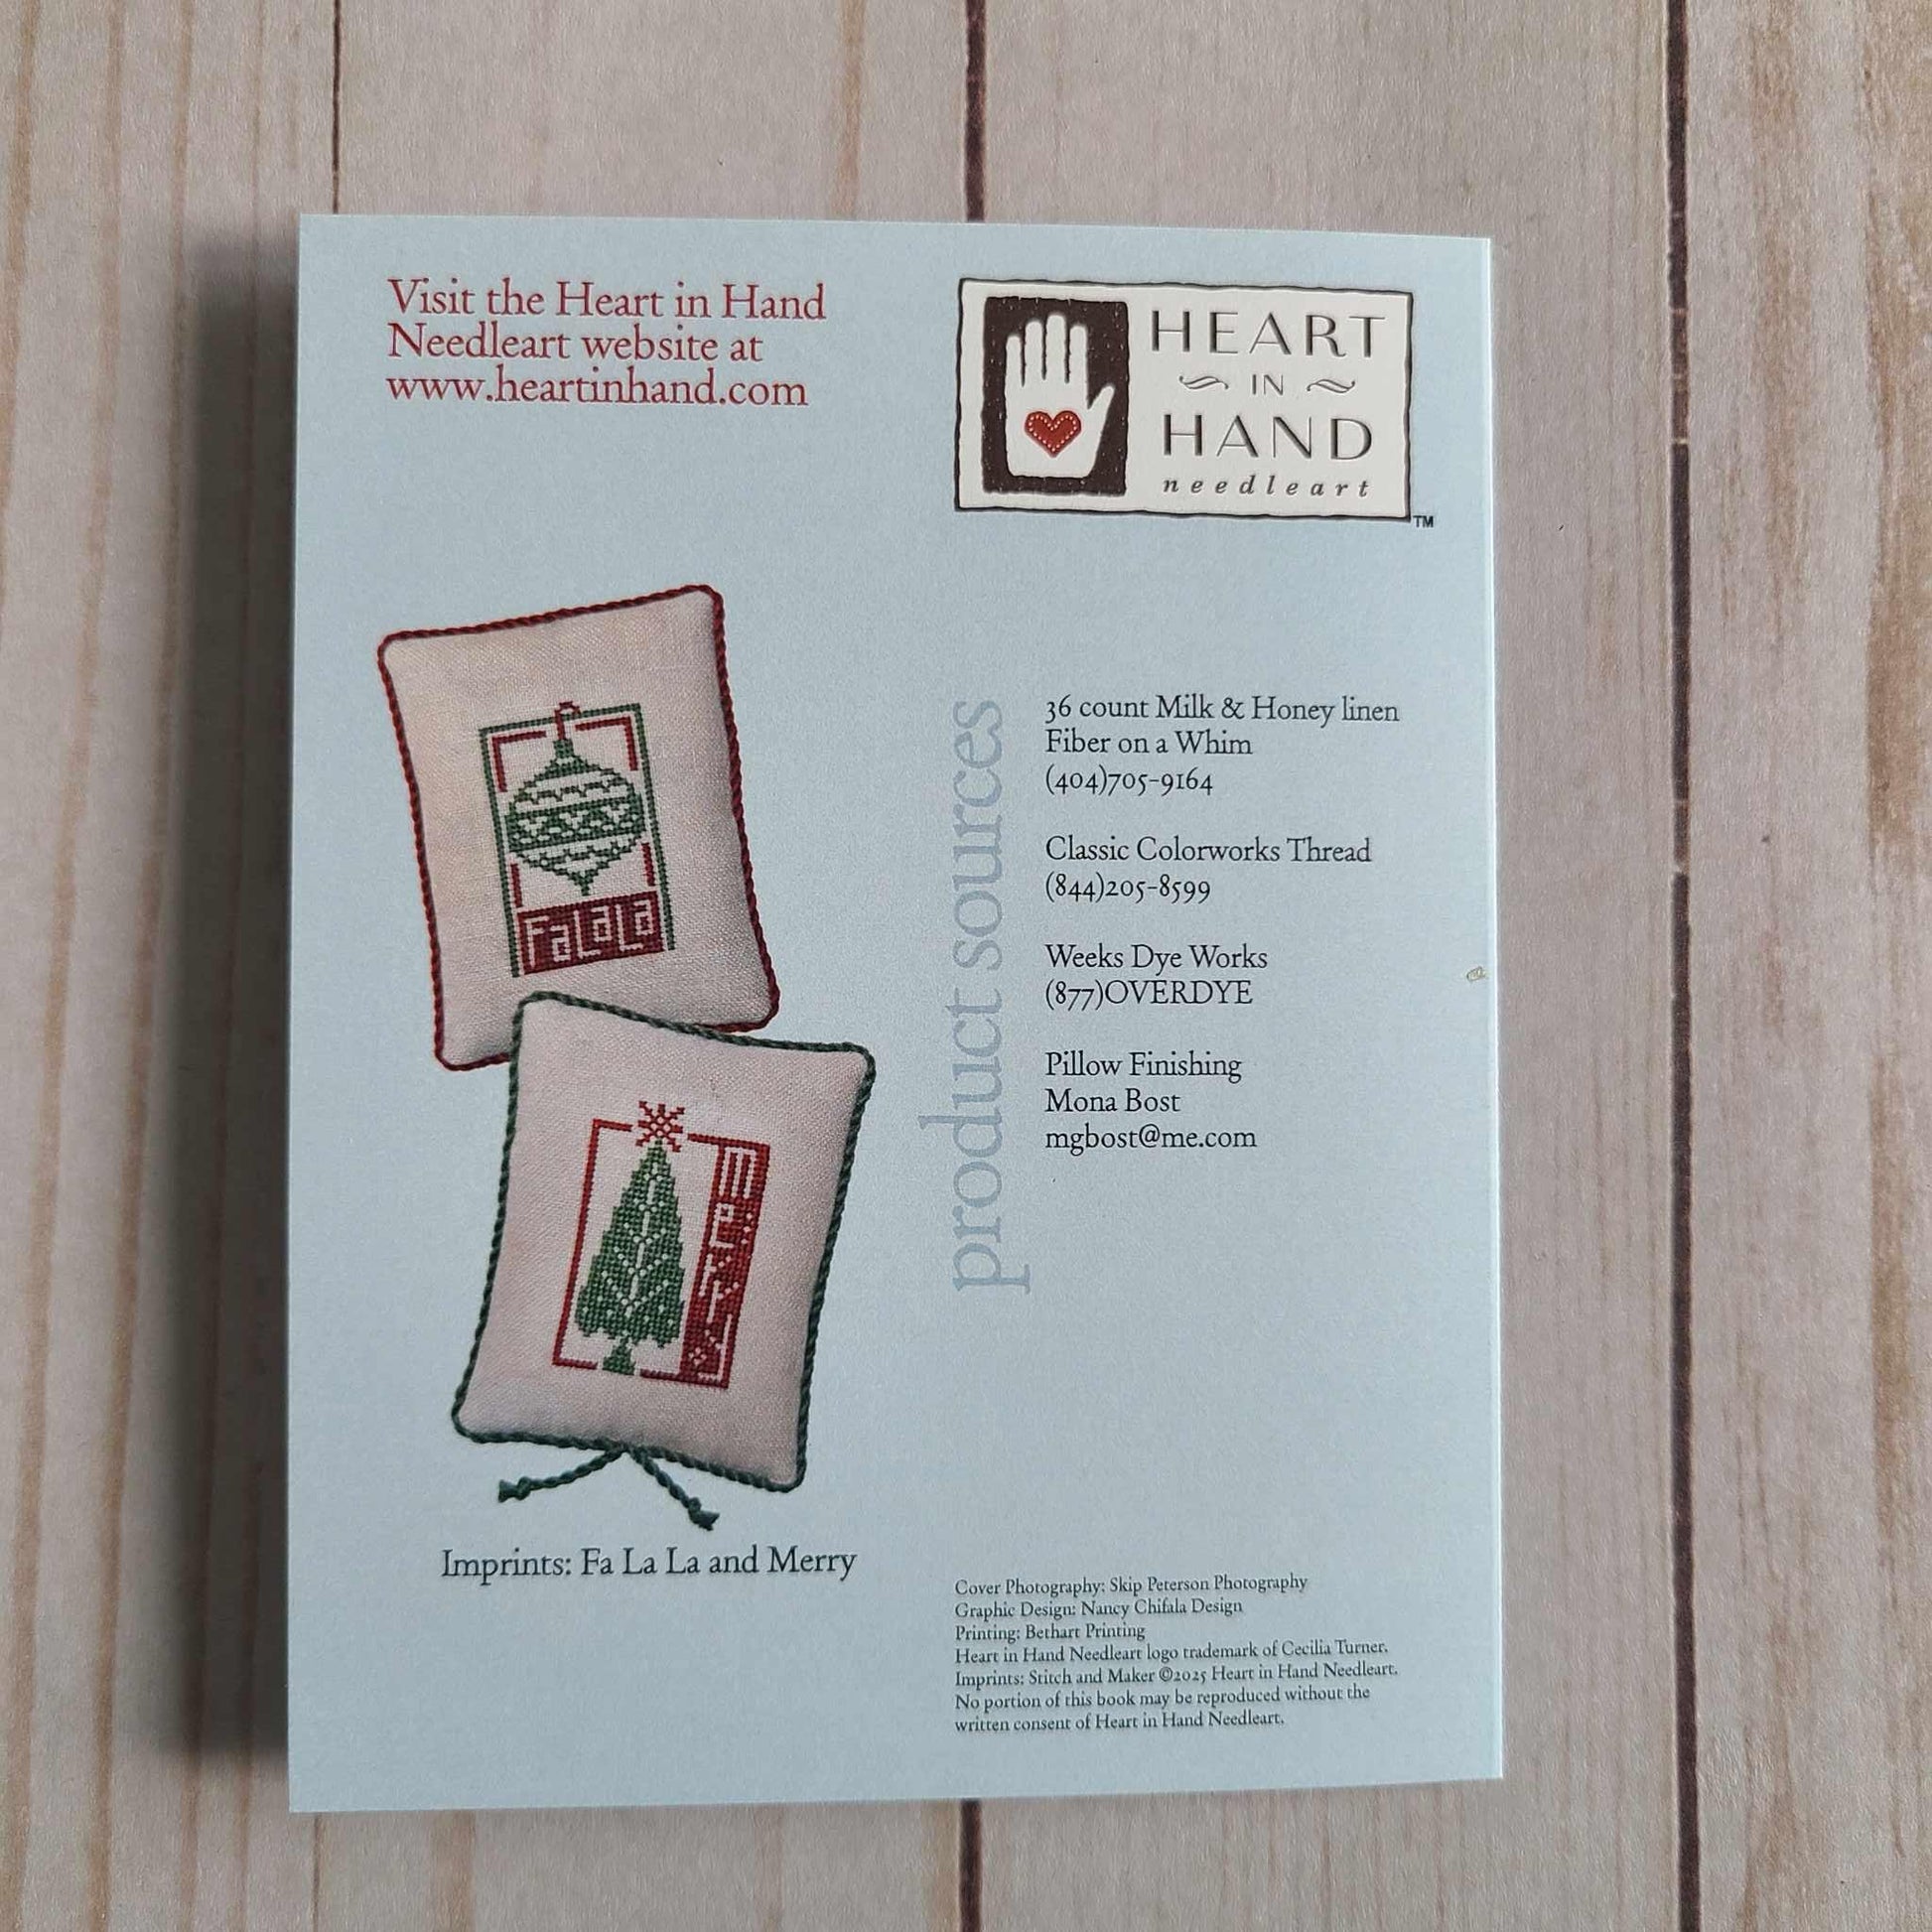 Visit the Heart in Hand
Needleart website at
www.heartinhand.com
HEART
IN
HAND
needleart
TM
FaLaLa
merry
Imprints: Fa La La and Merry
product sources
36 count Milk & Honey linen
Fiber on a Whim
(404)705-9164
Classic Colorworks Thread
(844)205-8599
Weeks Dye Works
(877)OVERDYE
Pillow Finishing
Mona Bost
mgbost@me.com
Cover Photography: Skip Peterson Photography
Graphic Design: Nancy Chifala Design
Printing: Bethart Printing
Heart in Hand Needleart logo trademark of Cecilia Turner.
Imprints: Stitch and Maker ©2025 Heart in Hand Needleart.
No portion of this book may be reproduced without the
written consent of Heart in Hand Needleart.